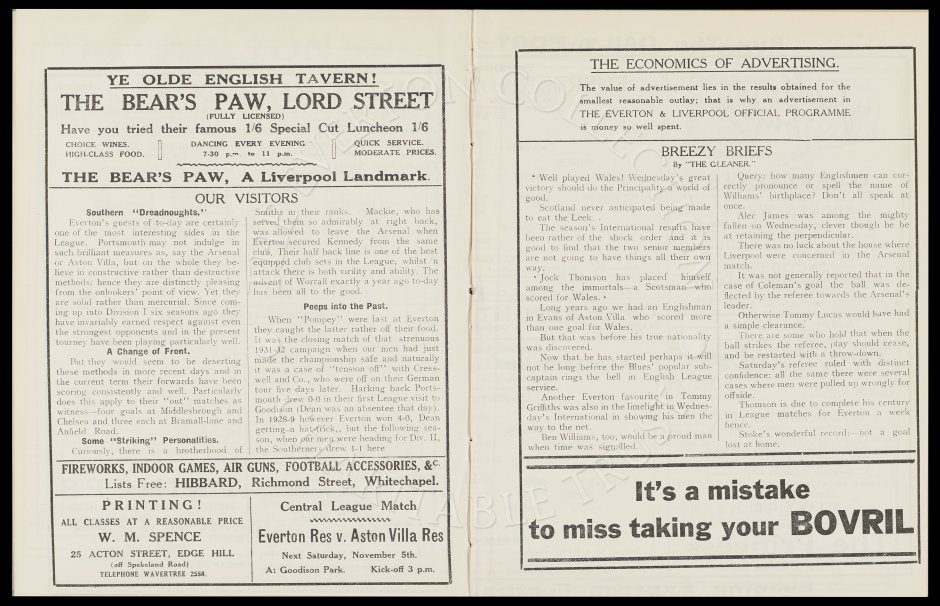 YE OLDE ENGLISH TAVERN!
THE BEAR'S PAW, LORD STREET
(FULLY LICENSED)
Have you tried their famous 1/6 Special Cut Luncheon 1/6
CHOICE WINES.
HIGH-CLASS FOOD.
DANCING EVERY EVENING
7-30 p.m. to 11 p.m.
QUICK SERVICE.
MODERATE PRICES.
THE BEAR'S PAW, A Liverpool Landmark.
OUR VISITORS
Southern "Dreadnoughts."
Everton's guests of to-day are certainly
one of the most interesting sides in the
League. Portsmouth may not indulge in
such brilliant measures as, say the Arsenal
or Aston Villa, but on the whole they be-
lieve in constructive rather than destructive
methods: hence they are distinctly pleasing
from the onlookers' point of view. Yet they
are solid rather than mercurial. Since com-
ing up into Division I six seasons ago they
have invariably earned respect against even
the strongest opponents and in the present
tourney have been playing particularly well.
A Change of Front.
But they would seem to be deserting
these methods in more recent days and in
the current term their forwards have been
scoring consistently and well. Particularly
does this apply to their "out" matches as
witness—four goals at Middlesbrough and
Chelsea and three each at Bramall-lane and
Anfield Road.
Some "Striking" Personalities.
Curiously, there is a brotherhood of
Smiths in their ranks. Mackie, who has
served them so admirably at right back,
was allowed to leave the Arsenal when
Everton secured Kennedy from the same
club. Their half back line is one of the best
equipped club sets in the League, whilst 'n
attack there is both virility and ability. The
advent of Worrall exactly a year ago to-day
has been all to the good.
Peeps into the Past.
When "Pompey" were last at Everton
they caught the latter rather off their food.
It was the closing match of that strenuous
1931-32 campaign when our men had just
made the championship safe and naturally
it was a case of "tension off" with Cress-
well and Co., who were off on their German
tour five days later. Harking back Ports-
mouth drew 0-0 in their first League visit to
Goodison (Dean was an absentee that day).
In 1928-9 however Everton won 4-0, Dean
getting a hot-trick, but the following sea-
son, when our men were heading for Div. II,
the Southerners drew 1-1 here
FIREWORKS, INDOOR GAMES, AIR GUNS, FOOTBALL ACCESSORIES, &c.
Lists Free: HIBBARD, Richmond Street, Whitechapel.
PRINTING!
ALL CLASSES AT A REASONABLE PRICE
W. M. SPENCE
25 ACTON STREET, EDGE HILL
(off Spekeland Road)
TELEPHONE WAVERTREE 2558.
Central League Match
Everton Res v. Aston Villa Res
Next Saturday, November 5th.
At Goodison Park. Kick-off 3 p.m.
THE ECONOMICS OF ADVERTISING.
The value of advertisement lies in the results obtained for the
smallest reasonable outlay; that is why an advertisement in
THE EVERTON & LIVERPOOL OFFICIAL PROGRAMME
is money so well spent.
BREEZY BRIEFS
By "THE GLEANER."
Well played Wales! Wednesday's great
victory should do the Principality a world of
good.
Scotland never anticipated being made
to eat the Leek.
The season's International results have
been rather of the shock order and it is
good to find that the two senior members
are not going to have things all their own
way.
Jock Thomson has placed himself
among the immortals—a Scotsman who
scored for Wales.
Long years ago we had an Englishman
in Evans of Aston Villa who scored more
than one goal for Wales.
But that was before his true nationality
was discovered.
Now that he has started perhaps it will
not be long before the Blues' popular sub-
captain rings the bell in English League
service.
Another Everton favourite in Tommy
Griffiths was also in the limelight in Wednes-
day's International in showing his men the
way to the net.
Ben Williams, too, would be a proud man
when time was signalled.
Query: how many Englishmen can cor-
rectly pronounce or spell the name of
Williams' birthplace? Don't all speak at
once.
Alec James was among the mighty
fallen on Wednesday, clever though he be
at retaining the perpendicular.
There was no luck about the house where
Liverpool were concerned in the Arsenal
match.
It was not generally reported that in the
case of Coleman's goal the ball was de-
flected by the referee towards the Arsenal's
leader.
Otherwise Tommy Lucas would have had
a simple clearance.
There are some who hold that when the
ball strikes the referee, play should cease,
and be restarted with a throw-down.
Saturday's referee ruled with distinct
confidence: all the same there were several
cases where men were pulled up wrongly for
offside.
Thomson is due to complete his century
in League matches for Everton a week
hence.
Stoke's wonderful record:—not a goal
lost at home.
It's a mistake
to miss taking your BOVRIL